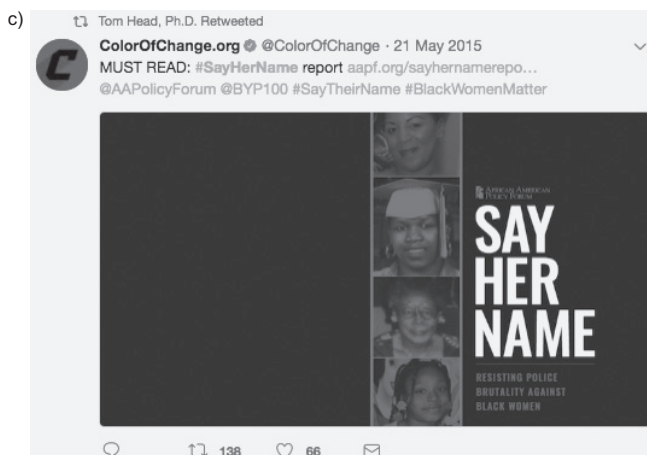 c)
Tom Head, Ph.D. Retweeted
ColorOfChange.org @ColorOfChange · 21 May 2015
MUST READ: #SayHerName report aapf.org/sayhernamerepo...
@AAPolicyForum @BYP100 #SayTheirName #BlackWomenMatter
AFRICAN AMERICAN
POLICY FORUM
SAY
HER
NAME
RESISTING POLICE
BRUTALITY AGAINST
BLACK WOMEN
138 66